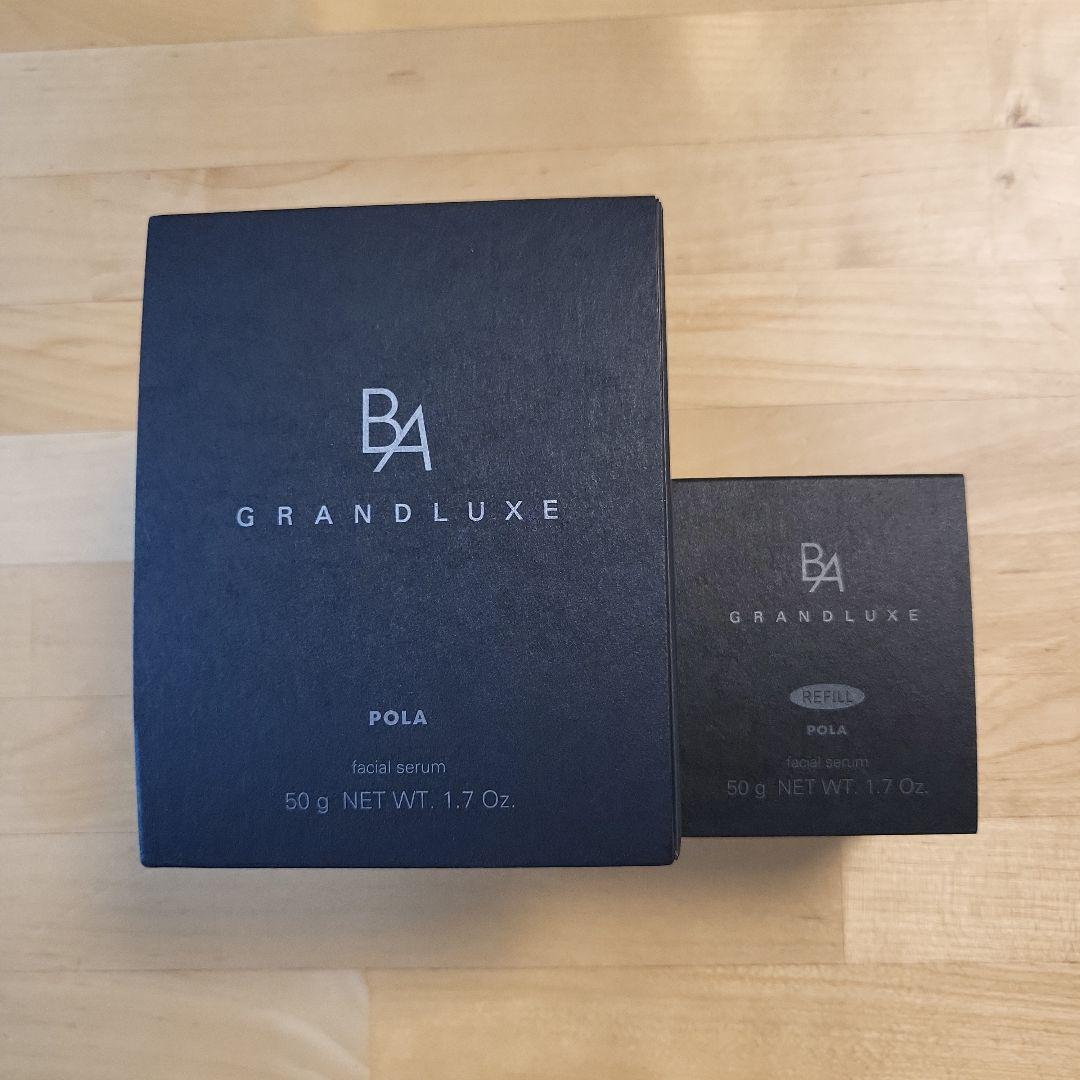 BA
GRANDLUXE
POLA
facial serum
50 g NET WT. 1.7 Oz.
BA
GRANDLUXE
REFILL
POLA
facial serum
50 g NET WT. 1.7 Oz.